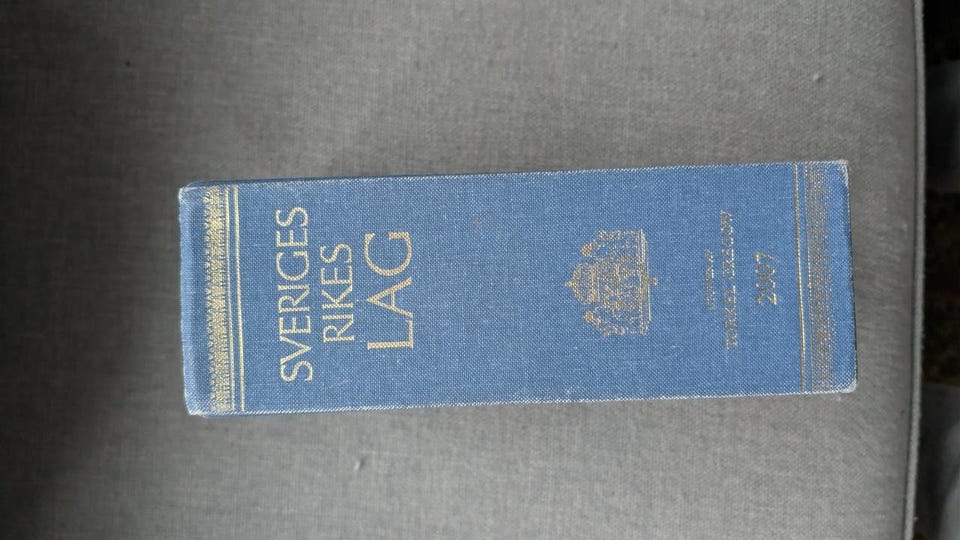 SVERIGES
RIKES
LAG
TORKEL GREGOW
2007